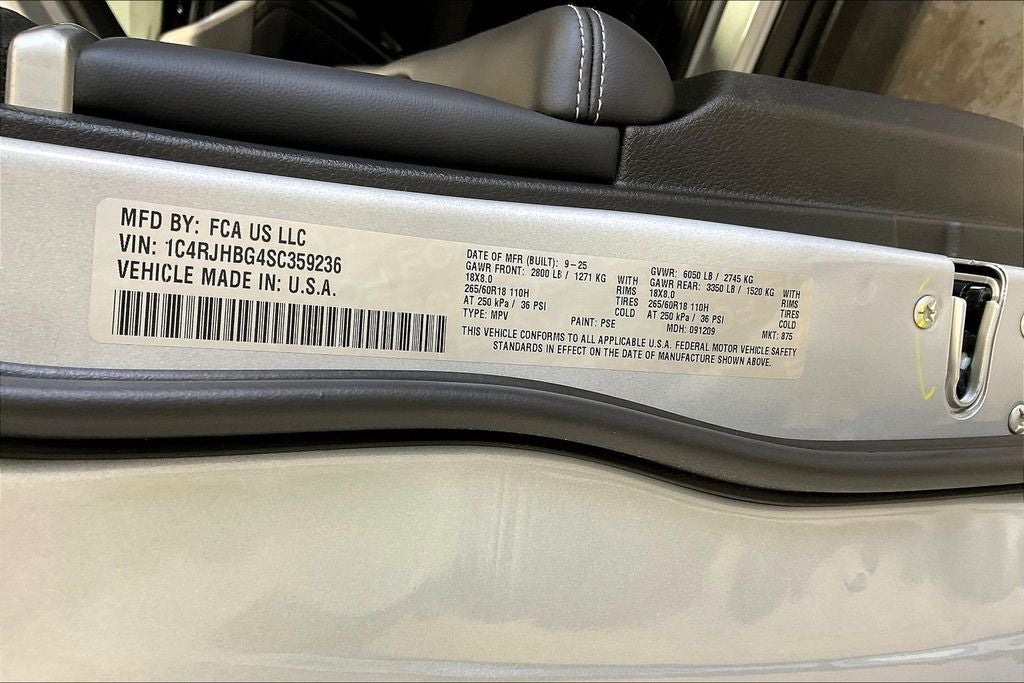 MFD BY: FCA US LLC
VIN: 1C4RJHBG4SC359236
VEHICLE MADE IN: U.S.A.
DATE OF MFR (BUILT): 9-25
GAWR FRONT: 2800 LB / 1271 KG WITH
18X8.0 RIMS
265/60R18 110H TIRES
AT 250 kPa / 36 PSI COLD
TYPE: MPV PAINT: PSE
GVWR: 6050 LB / 2745 KG
GAWR REAR: 3350 LB / 1520 KG WITH
18X8.0 RIMS
265/60R18 110H TIRES
AT 250 kPa / 36 PSI COLD
MDH: 091209 MKT: 875
THIS VEHICLE CONFORMS TO ALL APPLICABLE U.S.A. FEDERAL MOTOR VEHICLE SAFETY
STANDARDS IN EFFECT ON THE DATE OF MANUFACTURE SHOWN ABOVE.